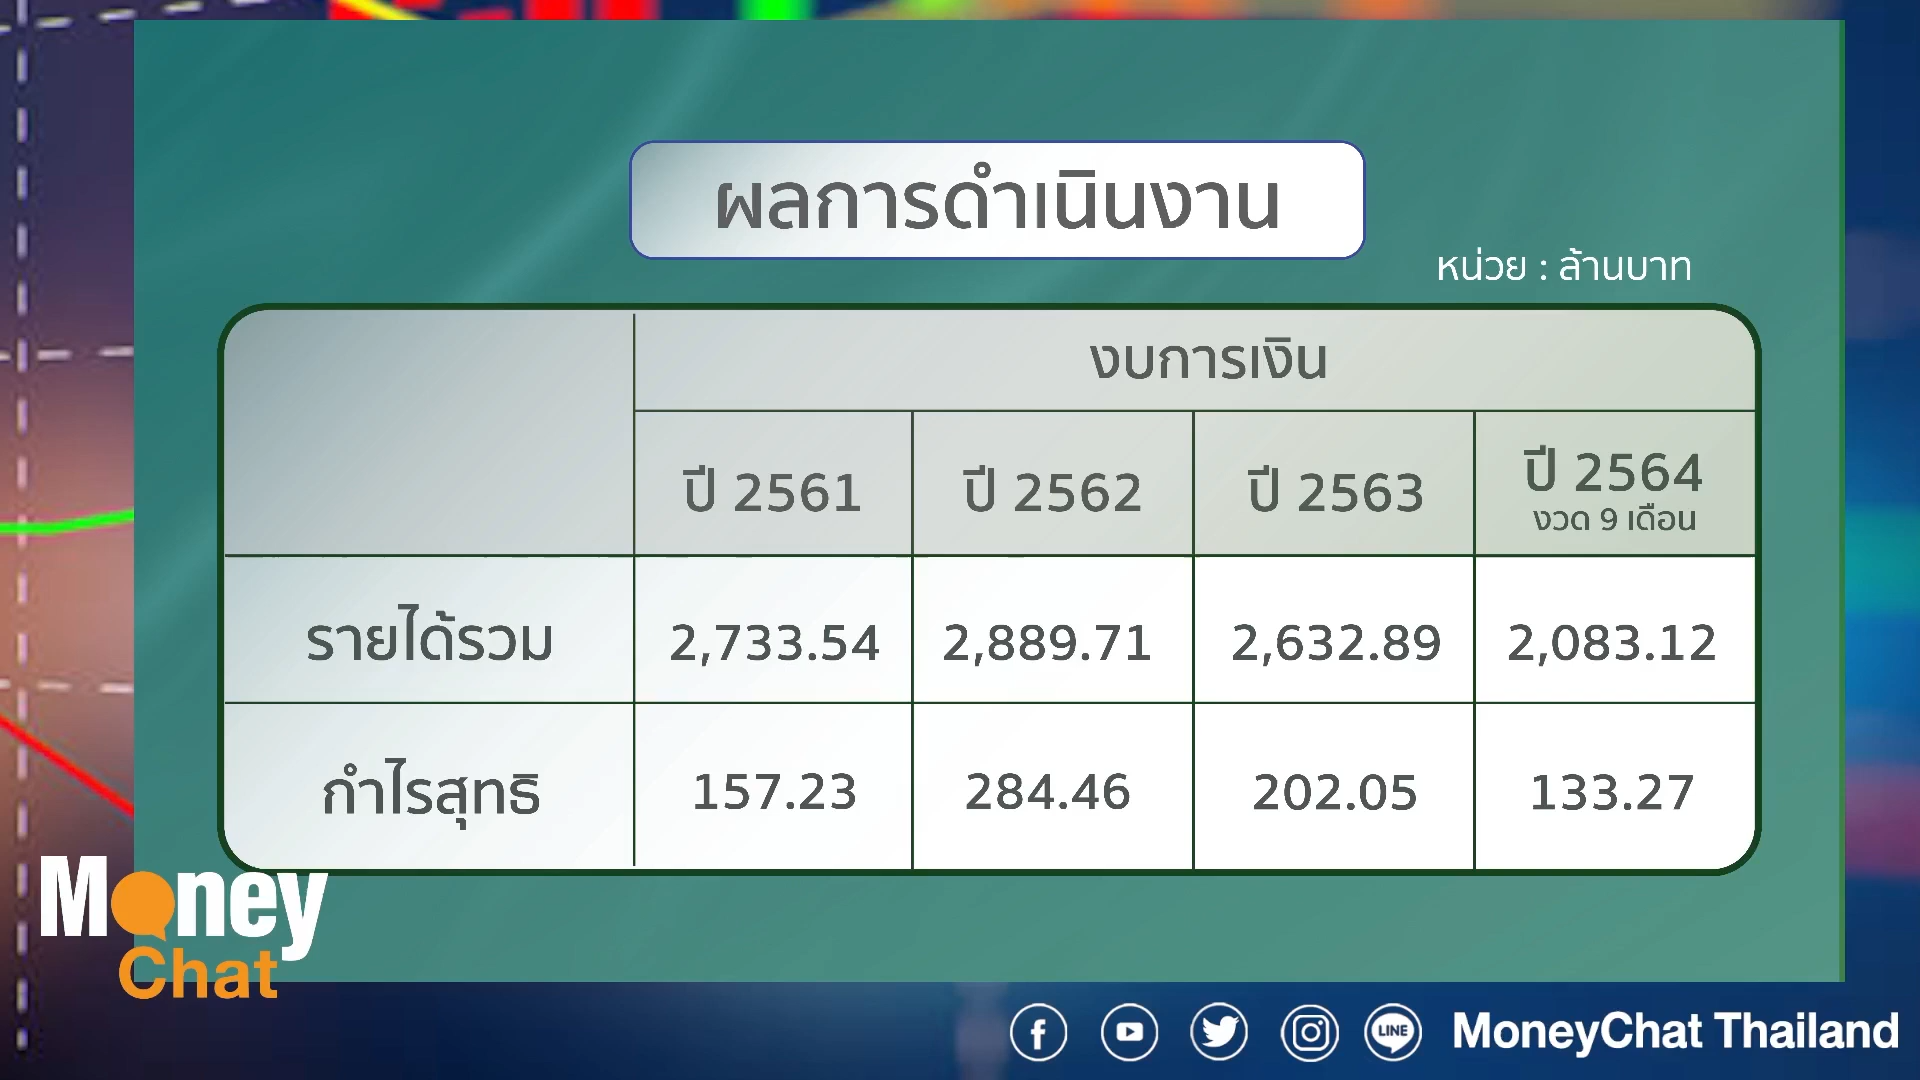 ผลการดำเนินงาน
หน่วย : ล้านบาท
งบการเงิน
ปี 2561 ปี 2562 ปี 2563 ปี 2564
งวด 9 เดือน
รายได้รวม 2,733.54 2,889.71 2,632.89 2,083.12
กำไรสุทธิ 157.23 284.46 202.05 133.27
Money
Chat
LINE MoneyChat Thailand